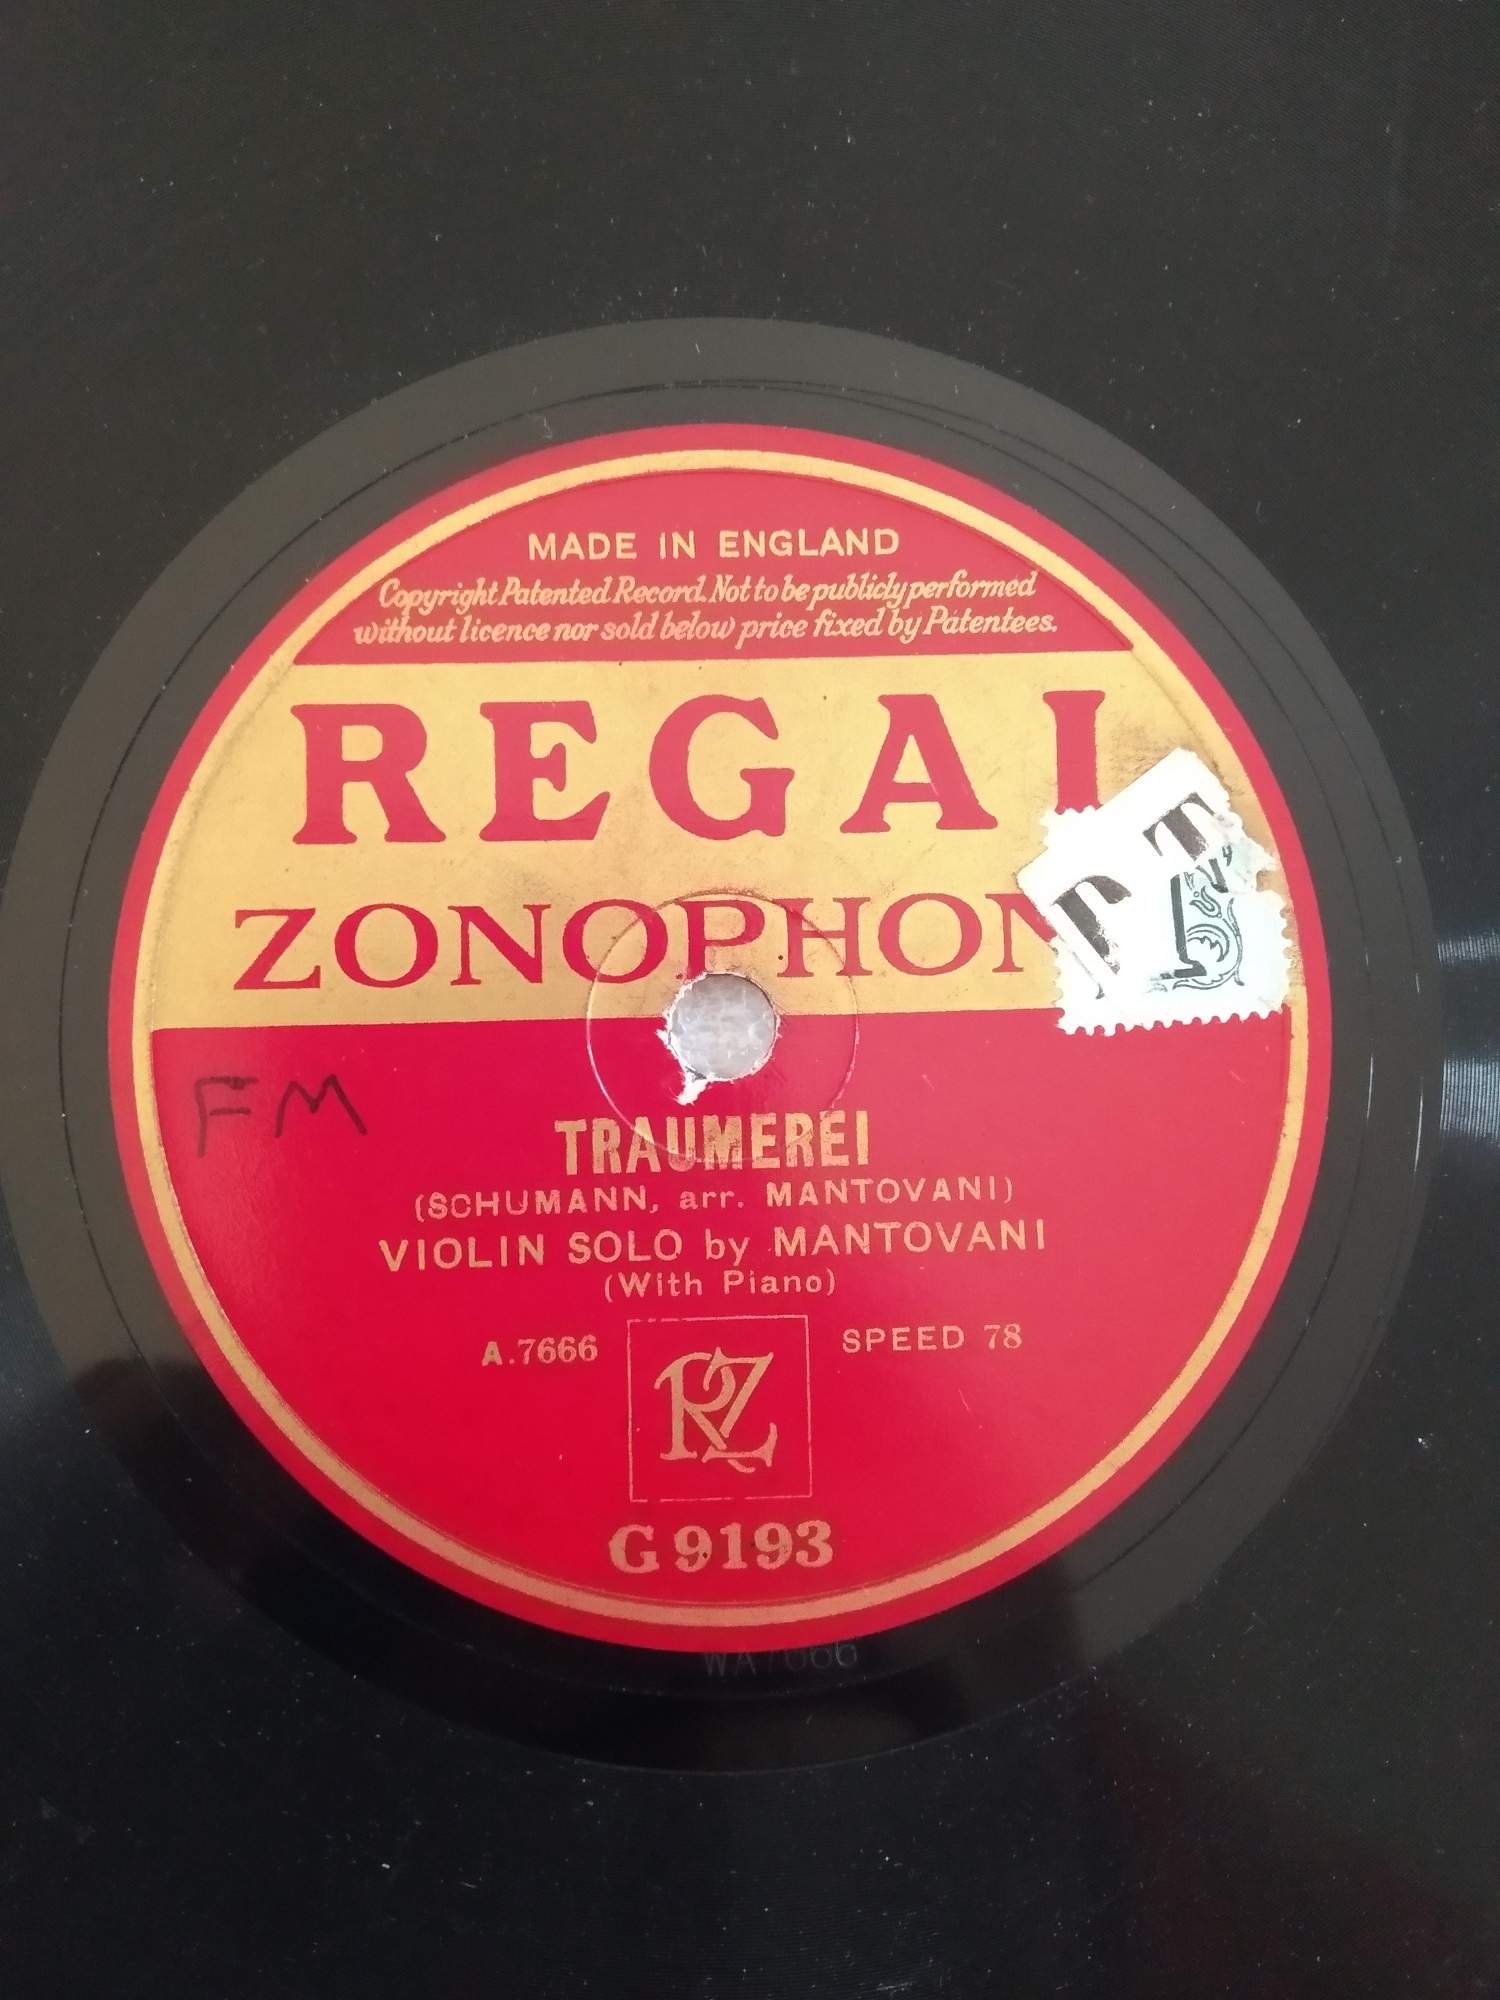 MADE IN ENGLAND
Copyright Patented Record. Not to be publicly performed
without licence nor sold below price fixed by Patentees.
REGAL
ZONOPHON
FM
TRAUMEREI
(SCHUMANN, arr. MANTOVANI)
VIOLIN SOLO by MANTOVANI
(With Piano)
A.7666
SPEED 78
RZ
G 9193
WA7666